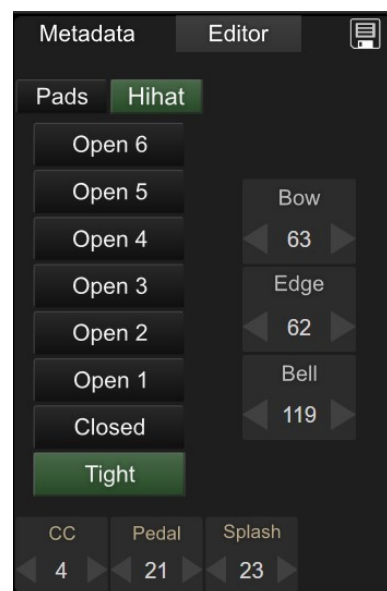 Metadata Editor
Pads Hihat
Open 6
Open 5
Open 4
Open 3
Open 2
Open 1
Closed
Tight
Bow
63
Edge
62
Bell
119
CC Pedal Splash
4 21 23